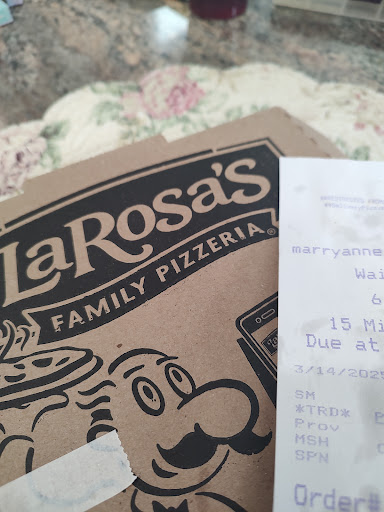 LaRosa's
FAMILY PIZZERIA®
marryanne
Wai
6
15 Mi
Due at
3/14/202
SM
*TRD*
Prov
MSH
SPN
Order#